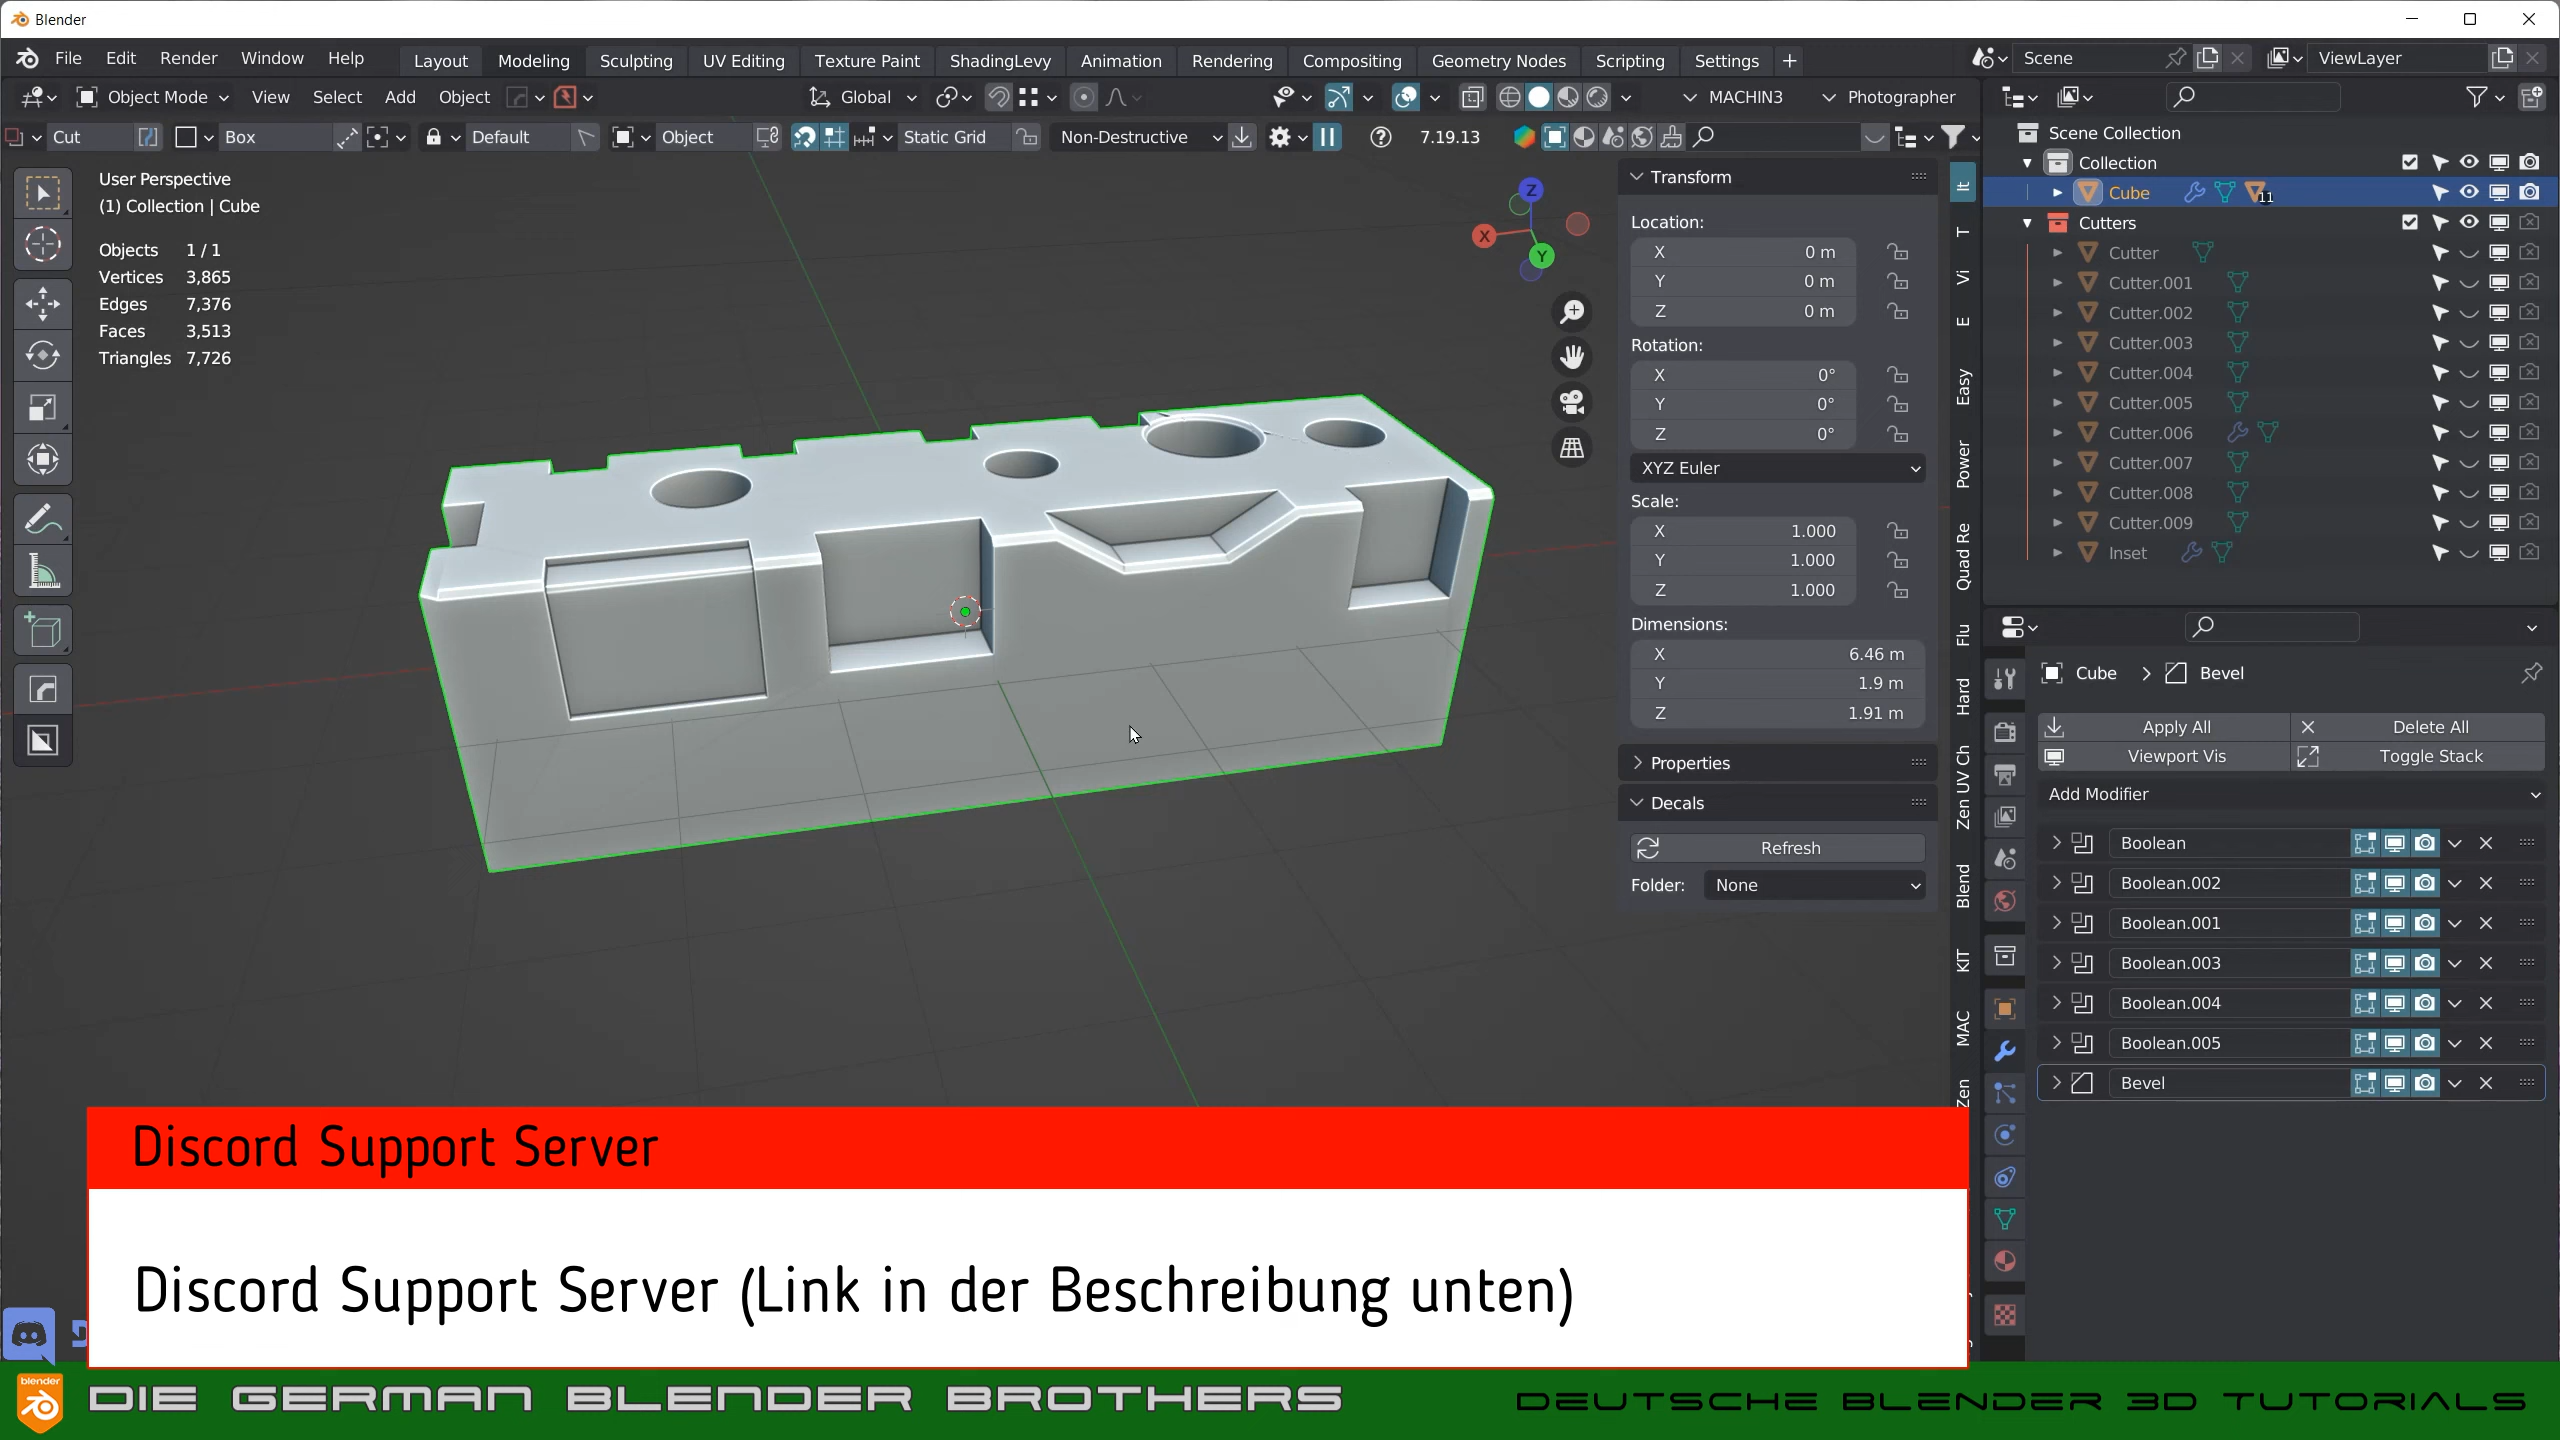 Blender
File Edit Render Window Help Layout Modeling Sculpting UV Editing Texture Paint ShadingLevy Animation Rendering Compositing Geometry Nodes Scripting Settings + Scene ViewLayer
Object Mode View Select Add Object Global MACHIN3 Photographer
Cut Box Default Object Static Grid Non-Destructive 7.19.13
User Perspective
(1) Collection | Cube
Objects 1 / 1
Vertices 3,865
Edges 7,376
Faces 3,513
Triangles 7,726
Z
X
Y
Transform
Location:
X 0 m
Y 0 m
Z 0 m
Rotation:
X 0°
Y 0°
Z 0°
XYZ Euler
Scale:
X 1.000
Y 1.000
Z 1.000
Dimensions:
X 6.46 m
Y 1.9 m
Z 1.91 m
Properties
Decals
Refresh
Folder: None
It
T
Vi
E
Easy
Power
Quad Re
Flu
Hard
Zen UV Ch
Blend
KIT
MAC
Zen
Scene Collection
Collection
Cube 11
Cutters
Cutter
Cutter.001
Cutter.002
Cutter.003
Cutter.004
Cutter.005
Cutter.006
Cutter.007
Cutter.008
Cutter.009
Inset
Cube > Bevel
Apply All Delete All
Viewport Vis Toggle Stack
Add Modifier
Boolean
Boolean.002
Boolean.001
Boolean.003
Boolean.004
Boolean.005
Bevel
Discord Support Server
Discord Support Server (Link in der Beschreibung unten)
blender
DIE GERMAN BLENDER BROTHERS
DEUTSCHE BLENDER 3D TUTORIALS